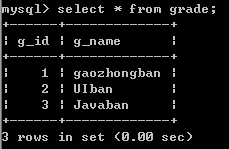 mysql> select * from grade;
+------+-------------+
| g_id | g_name      |
+------+-------------+
|    1 | gaozhongban |
|    2 | UIban       |
|    3 | Javaban     |
+------+-------------+
3 rows in set (0.00 sec)